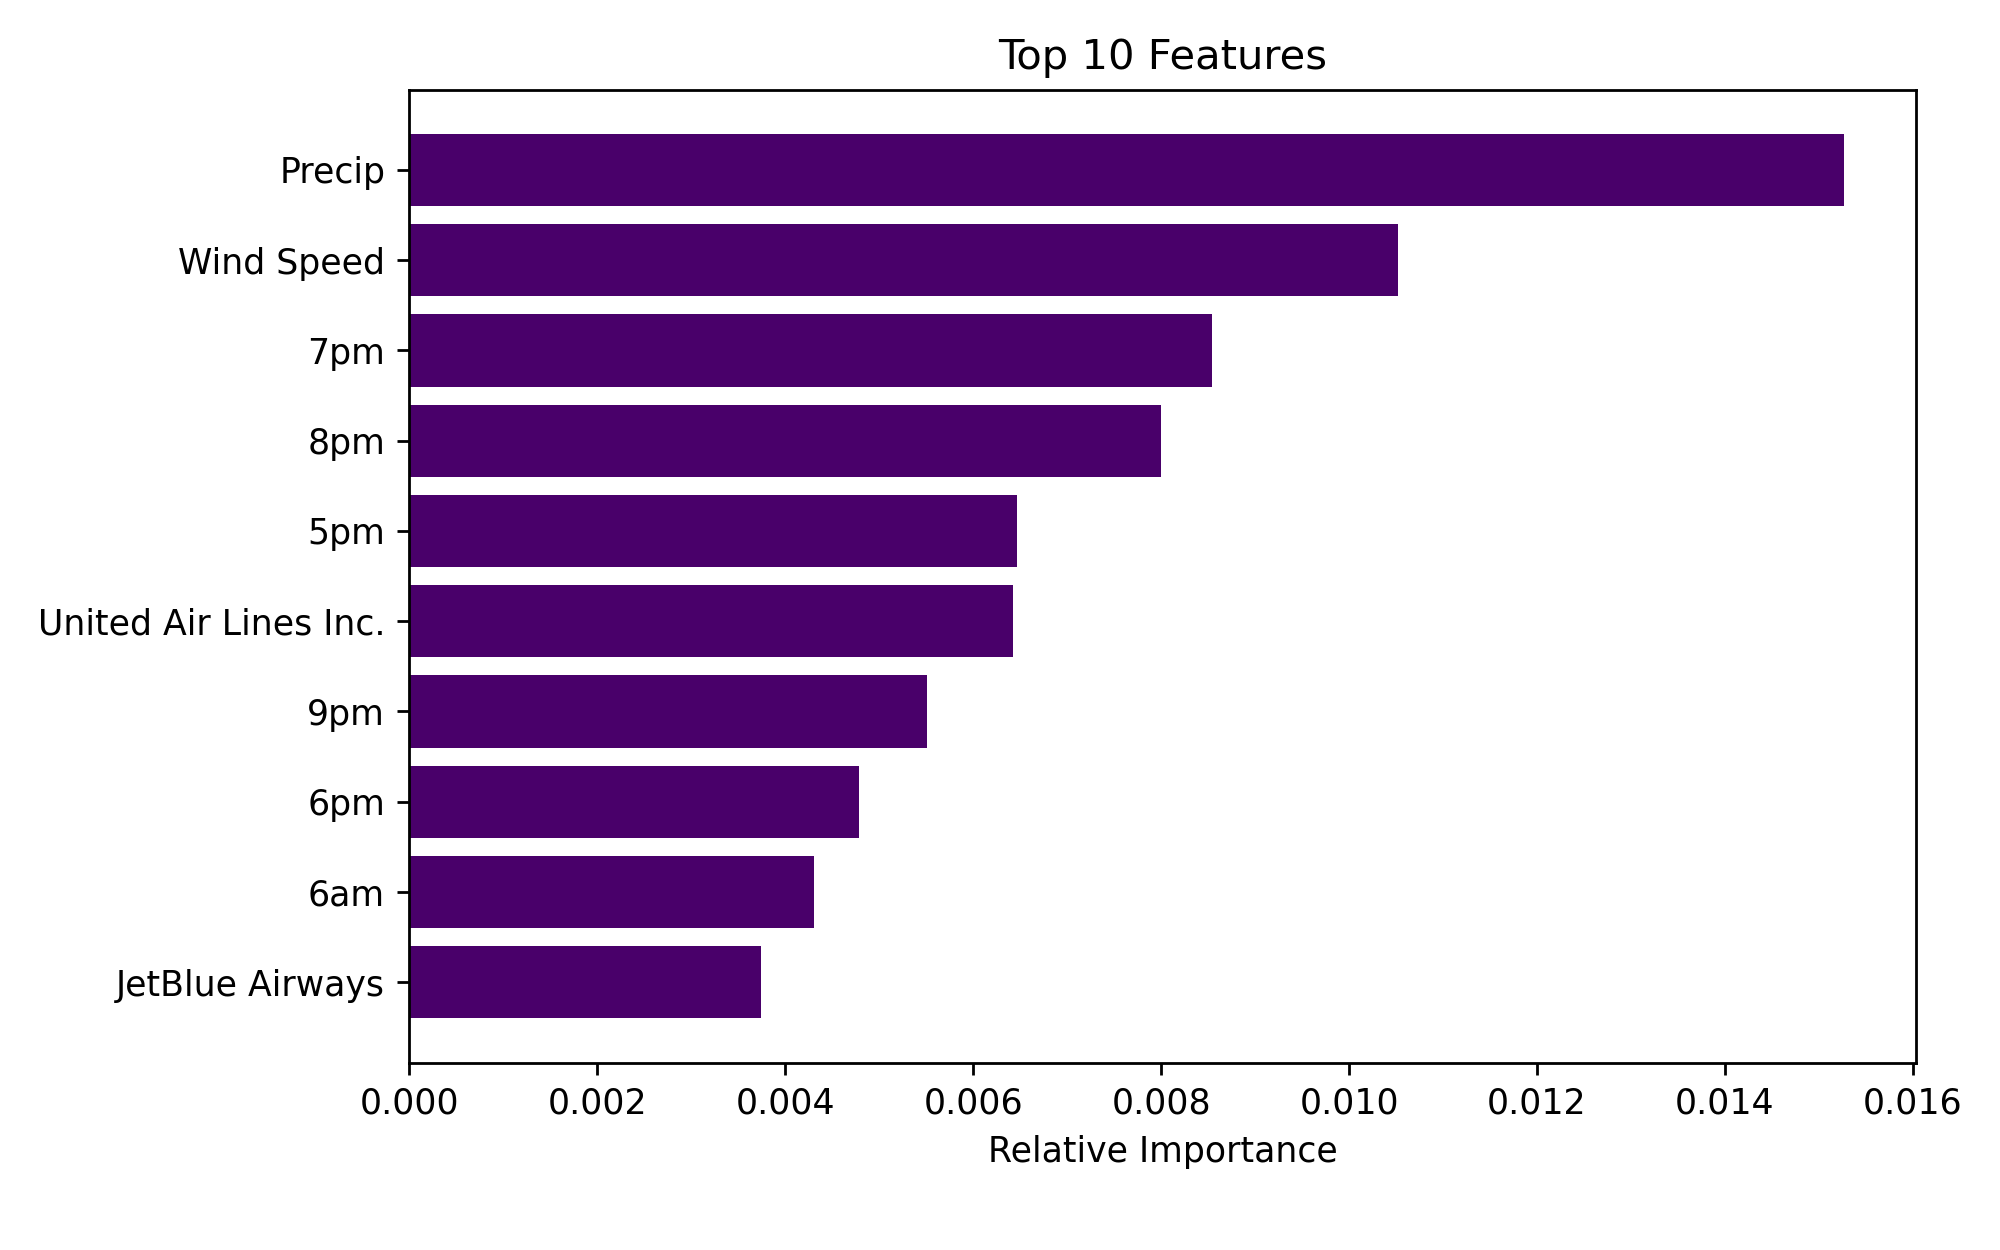 Top 10 Features
Precip
Wind Speed
7pm
8pm
5pm
United Air Lines Inc.
9pm
6pm
6am
JetBlue Airways
0.000 0.002 0.004 0.006 0.008 0.010 0.012 0.014 0.016
Relative Importance